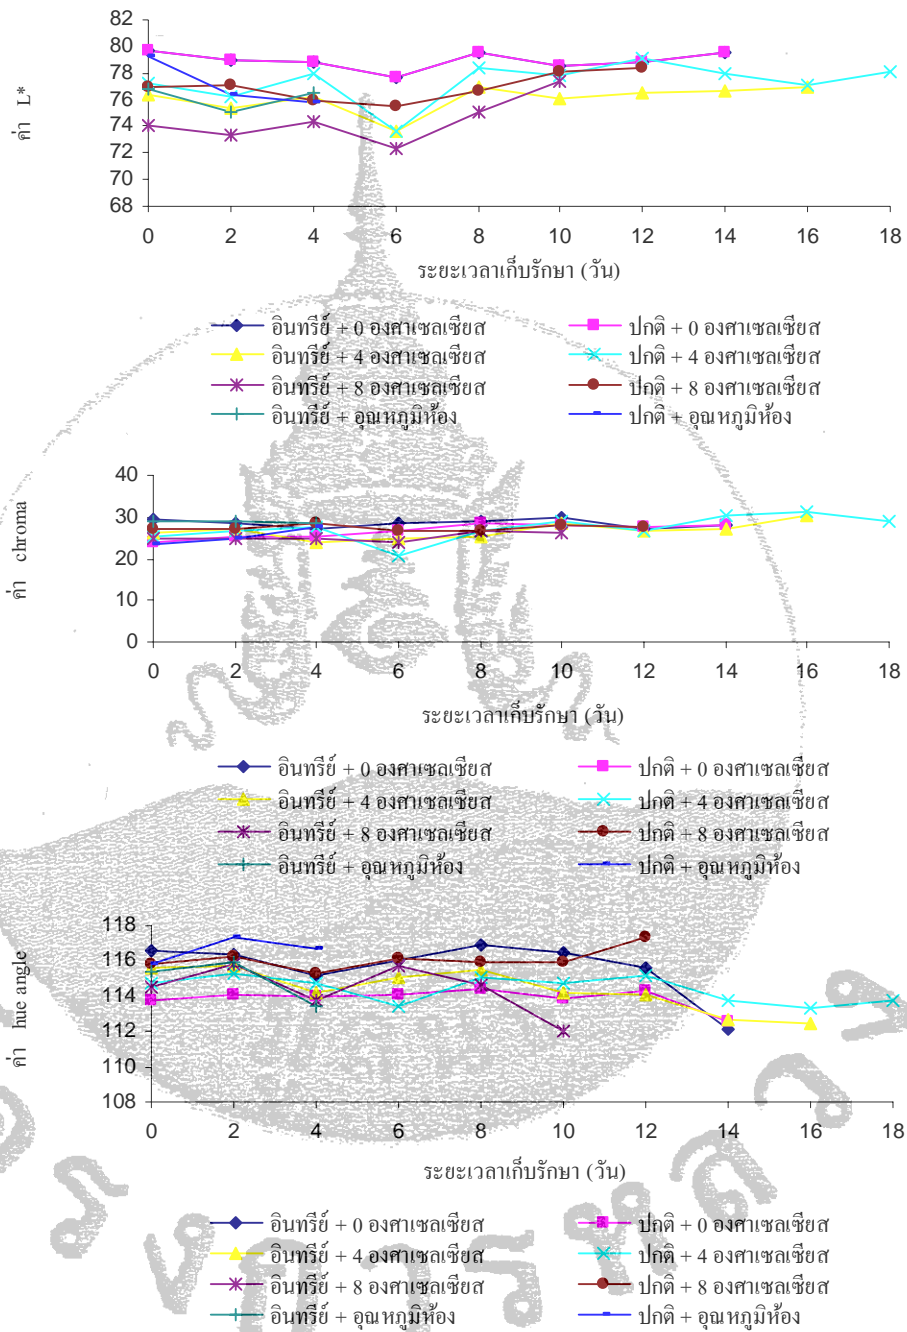 82
80
78
76
74
72
70
68
ค่า L*
0 2 4 6 8 10 12 14 16 18
ระยะเวลาเก็บรักษา (วัน)
อินทรีย์ + 0 องศาเซลเซียส ปกติ + 0 องศาเซลเซียส
อินทรีย์ + 4 องศาเซลเซียส ปกติ + 4 องศาเซลเซียส
อินทรีย์ + 8 องศาเซลเซียส ปกติ + 8 องศาเซลเซียส
อินทรีย์ + อุณหภูมิห้อง ปกติ + อุณหภูมิห้อง
40
30
20
10
0
ค่า chroma
0 2 4 6 8 10 12 14 16 18
ระยะเวลาเก็บรักษา (วัน)
อินทรีย์ + 0 องศาเซลเซียส ปกติ + 0 องศาเซลเซียส
อินทรีย์ + 4 องศาเซลเซียส ปกติ + 4 องศาเซลเซียส
อินทรีย์ + 8 องศาเซลเซียส ปกติ + 8 องศาเซลเซียส
อินทรีย์ + อุณหภูมิห้อง ปกติ + อุณหภูมิห้อง
118
116
114
112
110
108
ค่า hue angle
0 2 4 6 8 10 12 14 16 18
ระยะเวลาเก็บรักษา (วัน)
อินทรีย์ + 0 องศาเซลเซียส ปกติ + 0 องศาเซลเซียส
อินทรีย์ + 4 องศาเซลเซียส ปกติ + 4 องศาเซลเซียส
อินทรีย์ + 8 องศาเซลเซียส ปกติ + 8 องศาเซลเซียส
อินทรีย์ + อุณหภูมิห้อง ปกติ + อุณหภูมิห้อง